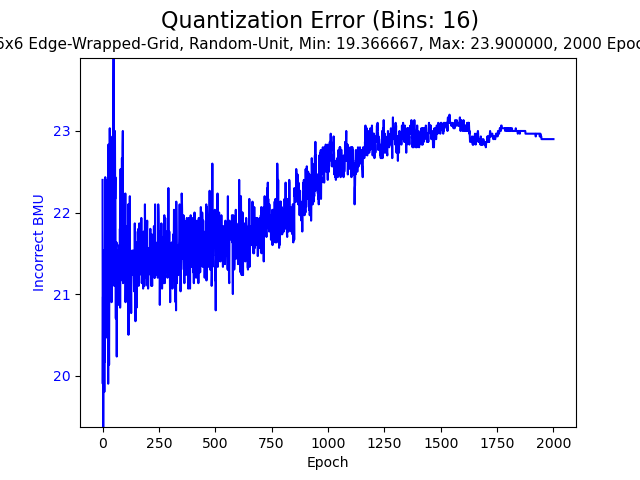 Quantization Error (Bins: 16)
6x6 Edge-Wrapped-Grid, Random-Unit, Min: 19.366667, Max: 23.900000, 2000 Epoc
23
22
21
20
Incorrect BMU
0 250 500 750 1000 1250 1500 1750 2000
Epoch